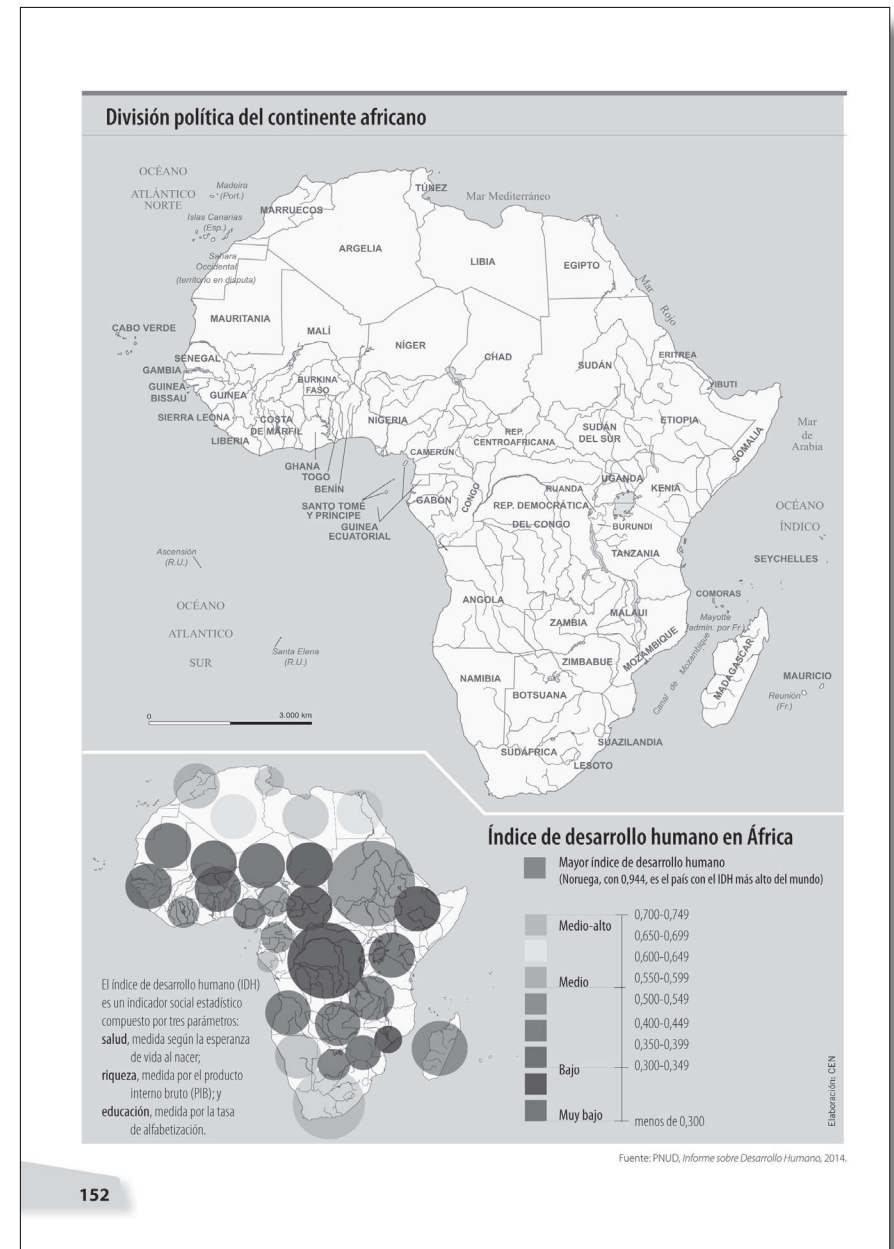 División política del continente africano
OCÉANO
ATLÁNTICO
NORTE
Madeira
(Port.)
Islas Canarias
(Esp.)
Sahara
Occidental
(territorio en disputa)
MARRUECOS
TÚNEZ
Mar Mediterráneo
ARGELIA
LIBIA
EGIPTO
Mar
Rojo
MAURITANIA
CABO VERDE
MALÍ
NÍGER
CHAD
SUDÁN
ERITREA
YIBUTI
SENEGAL
GAMBIA
GUINEA-
BISSAU
GUINEA
BURKINA
FASO
SIERRA LEONA
COSTA
DE MARFIL
LIBERIA
NIGERIA
CAMERÚN
REP.
CENTROAFRICANA
SUDÁN
DEL SUR
ETIOPIA
SOMALIA
Mar
de
Arabia
GHANA
TOGO
BENÍN
SANTO TOMÉ
Y PRÍNCIPE
GUINEA
ECUATORIAL
GABÓN
CONGO
REP. DEMOCRÁTICA
DEL CONGO
RUANDA
UGANDA
KENIA
BURUNDI
TANZANIA
OCÉANO
ÍNDICO
SEYCHELLES
Ascensión
(R.U.)
OCÉANO
ATLANTICO
SUR
Santa Elena
(R.U.)
ANGOLA
ZAMBIA
MALAUI
COMORAS
Mayotte
(admin. por Fr.)
MOZAMBIQUE
Canal de Mozambique
MADAGASCAR
MAURICIO
Reunión
(Fr.)
NAMIBIA
ZIMBABUE
BOTSUANA
SUDÁFRICA
SUAZILANDIA
LESOTO
0
3.000 km
Índice de desarrollo humano en África
Mayor índice de desarrollo humano
(Noruega, con 0,944, es el país con el IDH más alto del mundo)
Medio-alto
Medio
Bajo
Muy bajo
0,700-0,749
0,650-0,699
0,600-0,649
0,550-0,599
0,500-0,549
0,400-0,449
0,350-0,399
0,300-0,349
menos de 0,300
El índice de desarrollo humano (IDH)
es un indicador social estadístico
compuesto por tres parámetros:
salud, medida según la esperanza
de vida al nacer;
riqueza, medida por el producto
interno bruto (PIB); y
educación, medida por la tasa
de alfabetización.
Elaboración: CEN
Fuente: PNUD, Informe sobre Desarrollo Humano, 2014.
152